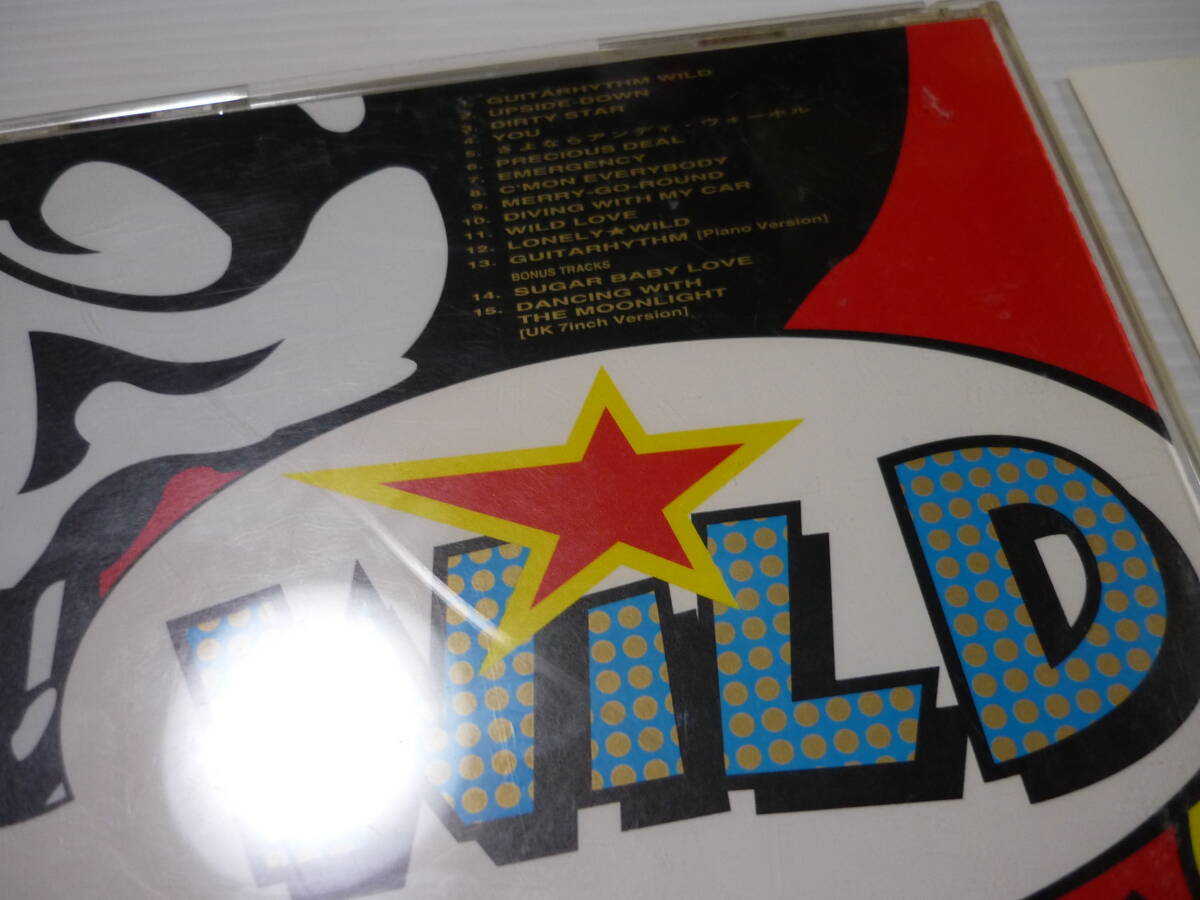 1. GUITARHYTHM WILD
2. UPSIDE-DOWN
3. DIRTY STAR
4. YOU
5. さよならアンディ・ウォーホル
6. PRECIOUS DEAL
7. EMERGENCY
8. C'MON EVERYBODY
9. MERRY-GO-ROUND
10. DIVING WITH MY CAR
11. WILD LOVE
12. LONELY★WILD
13. GUITARHYTHM [Piano Version]
BONUS TRACKS
14. SUGAR BABY LOVE
15. DANCING WITH
THE MOONLIGHT
[UK 7inch Version]
WiLD